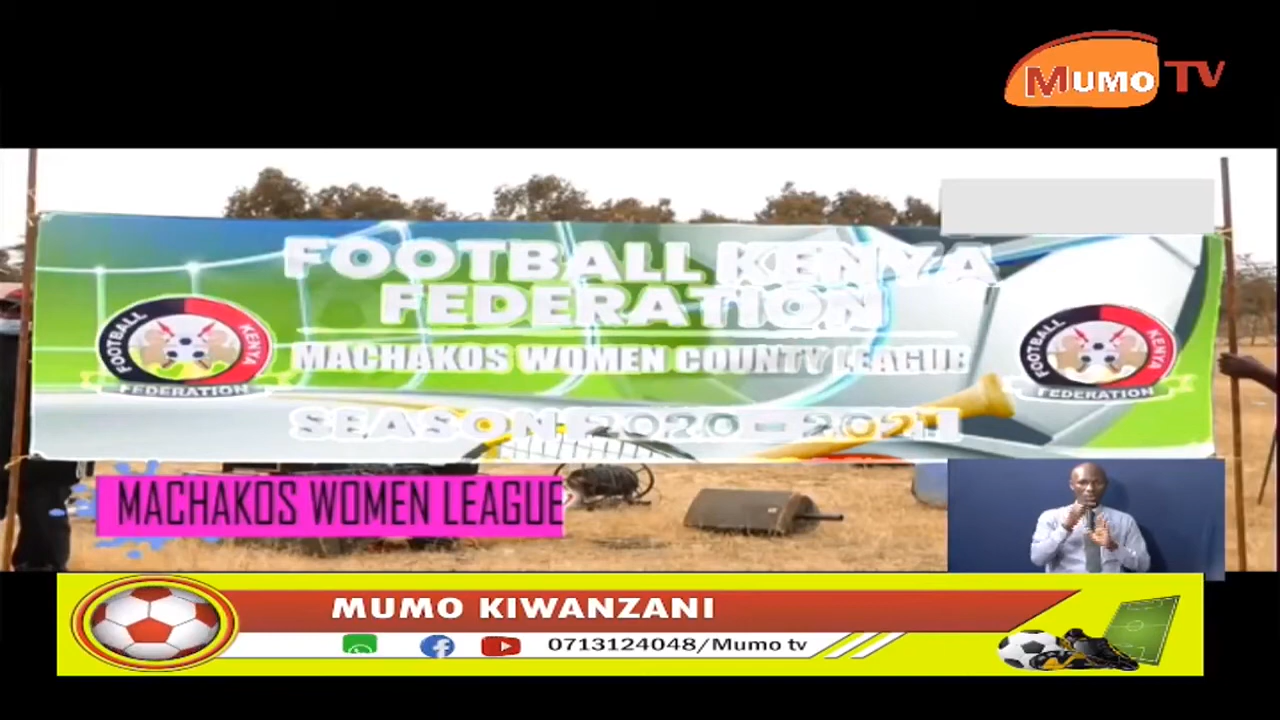 MUMO TV
FOOTBALL KENYA
FEDERATION
MACHAKOS WOMEN COUNTY LEAGUE
SEASON 2020 - 2021
FOOTBALL KENYA
FEDERATION
FOOTBALL KENYA
FEDERATION
MACHAKOS WOMEN LEAGUE
MUMO KIWANZANI
0713124048/Mumo tv